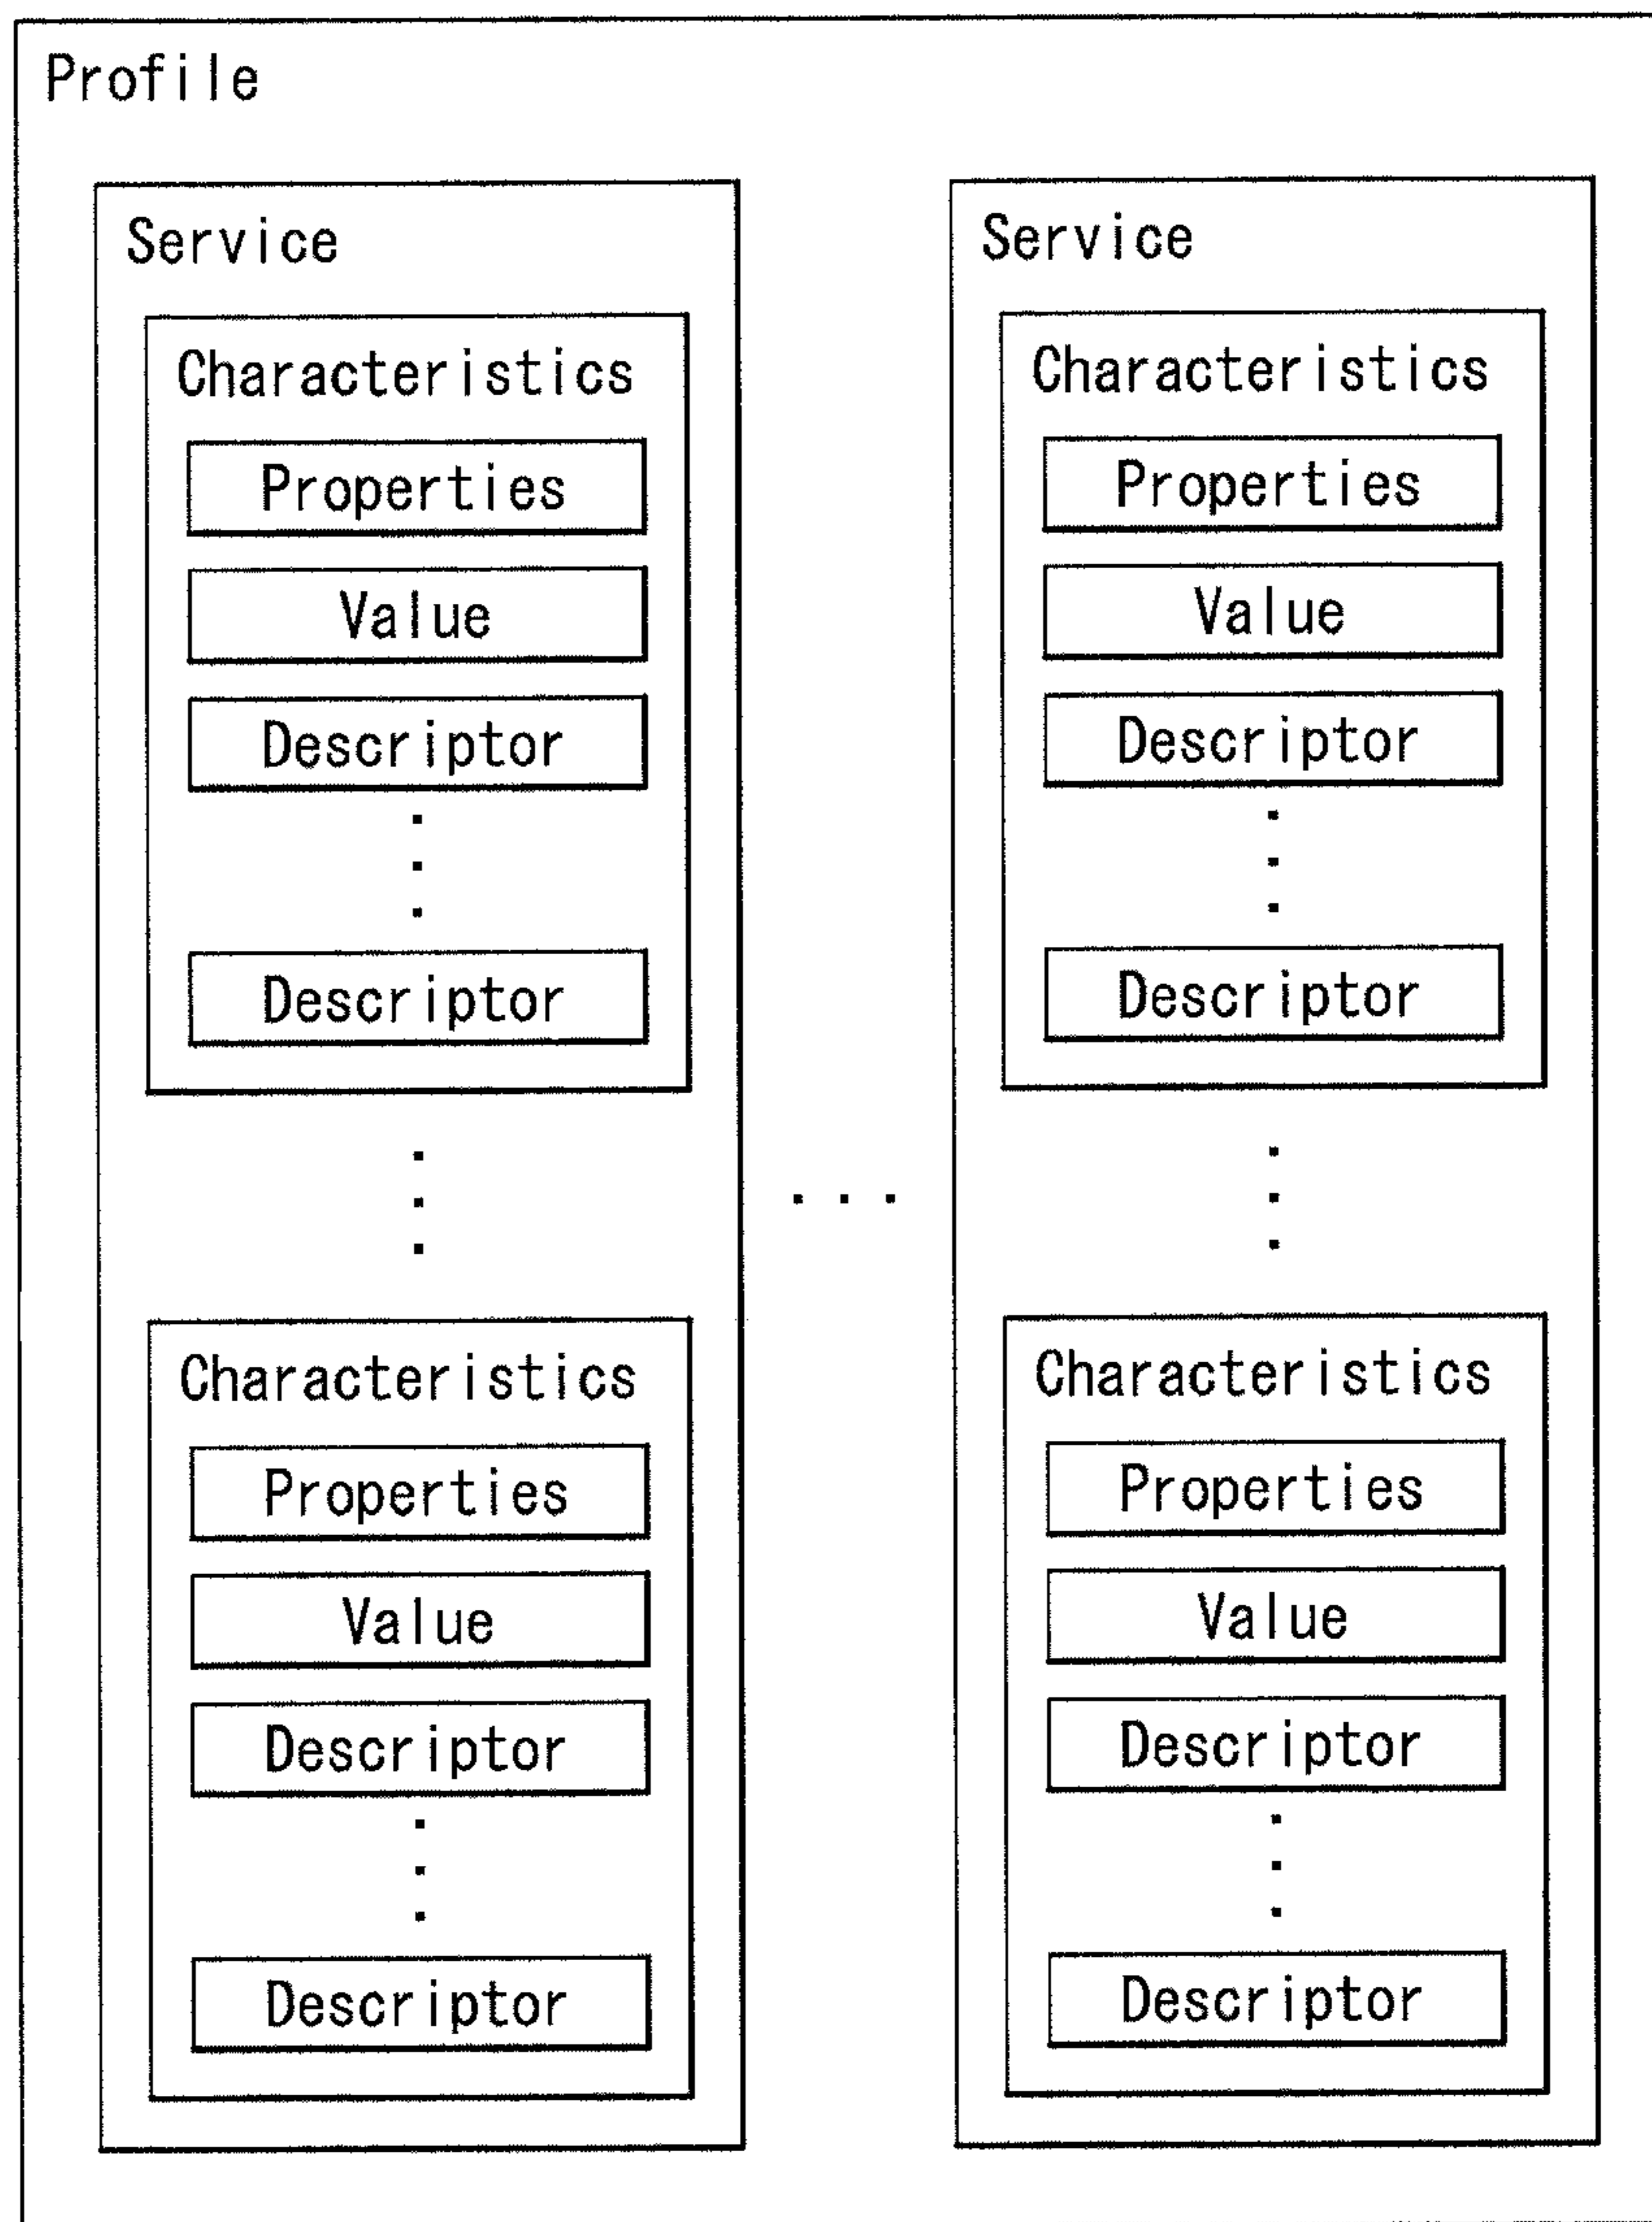 Profile
Service
Characteristics
Properties
Value
Descriptor
.
.
.
Descriptor
.
.
.
Characteristics
Properties
Value
Descriptor
.
.
.
Descriptor
. . .
Service
Characteristics
Properties
Value
Descriptor
.
.
.
Descriptor
.
.
.
Characteristics
Properties
Value
Descriptor
.
.
.
Descriptor